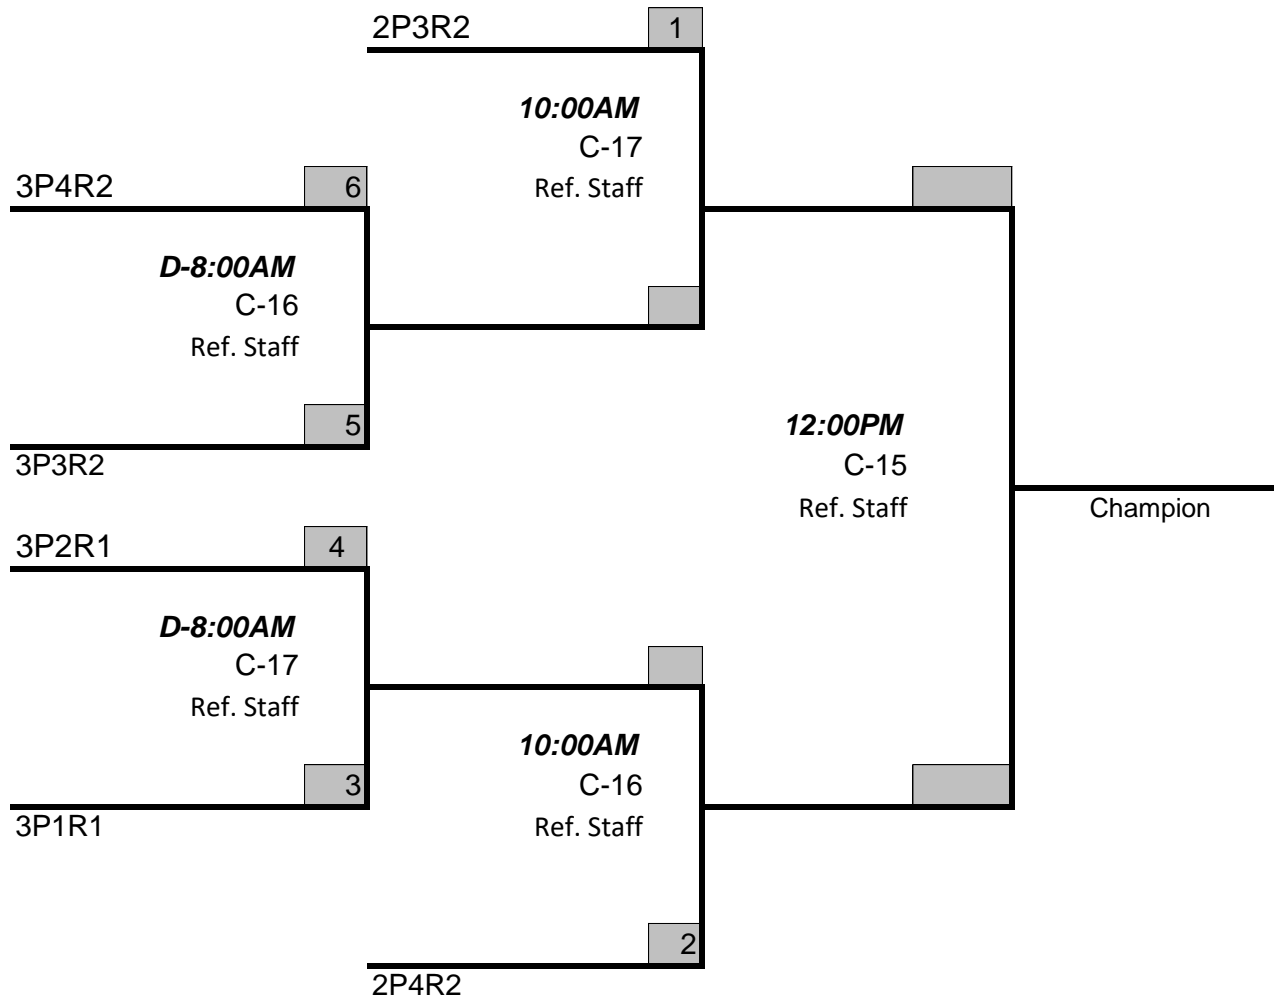 2P3R2
1
10:00AM
C-17
Ref. Staff
3P4R2
6
D-8:00AM
C-16
Ref. Staff
5
3P3R2
12:00PM
C-15
Ref. Staff
Champion
3P2R1
4
D-8:00AM
C-17
Ref. Staff
3
3P1R1
10:00AM
C-16
Ref. Staff
2
2P4R2